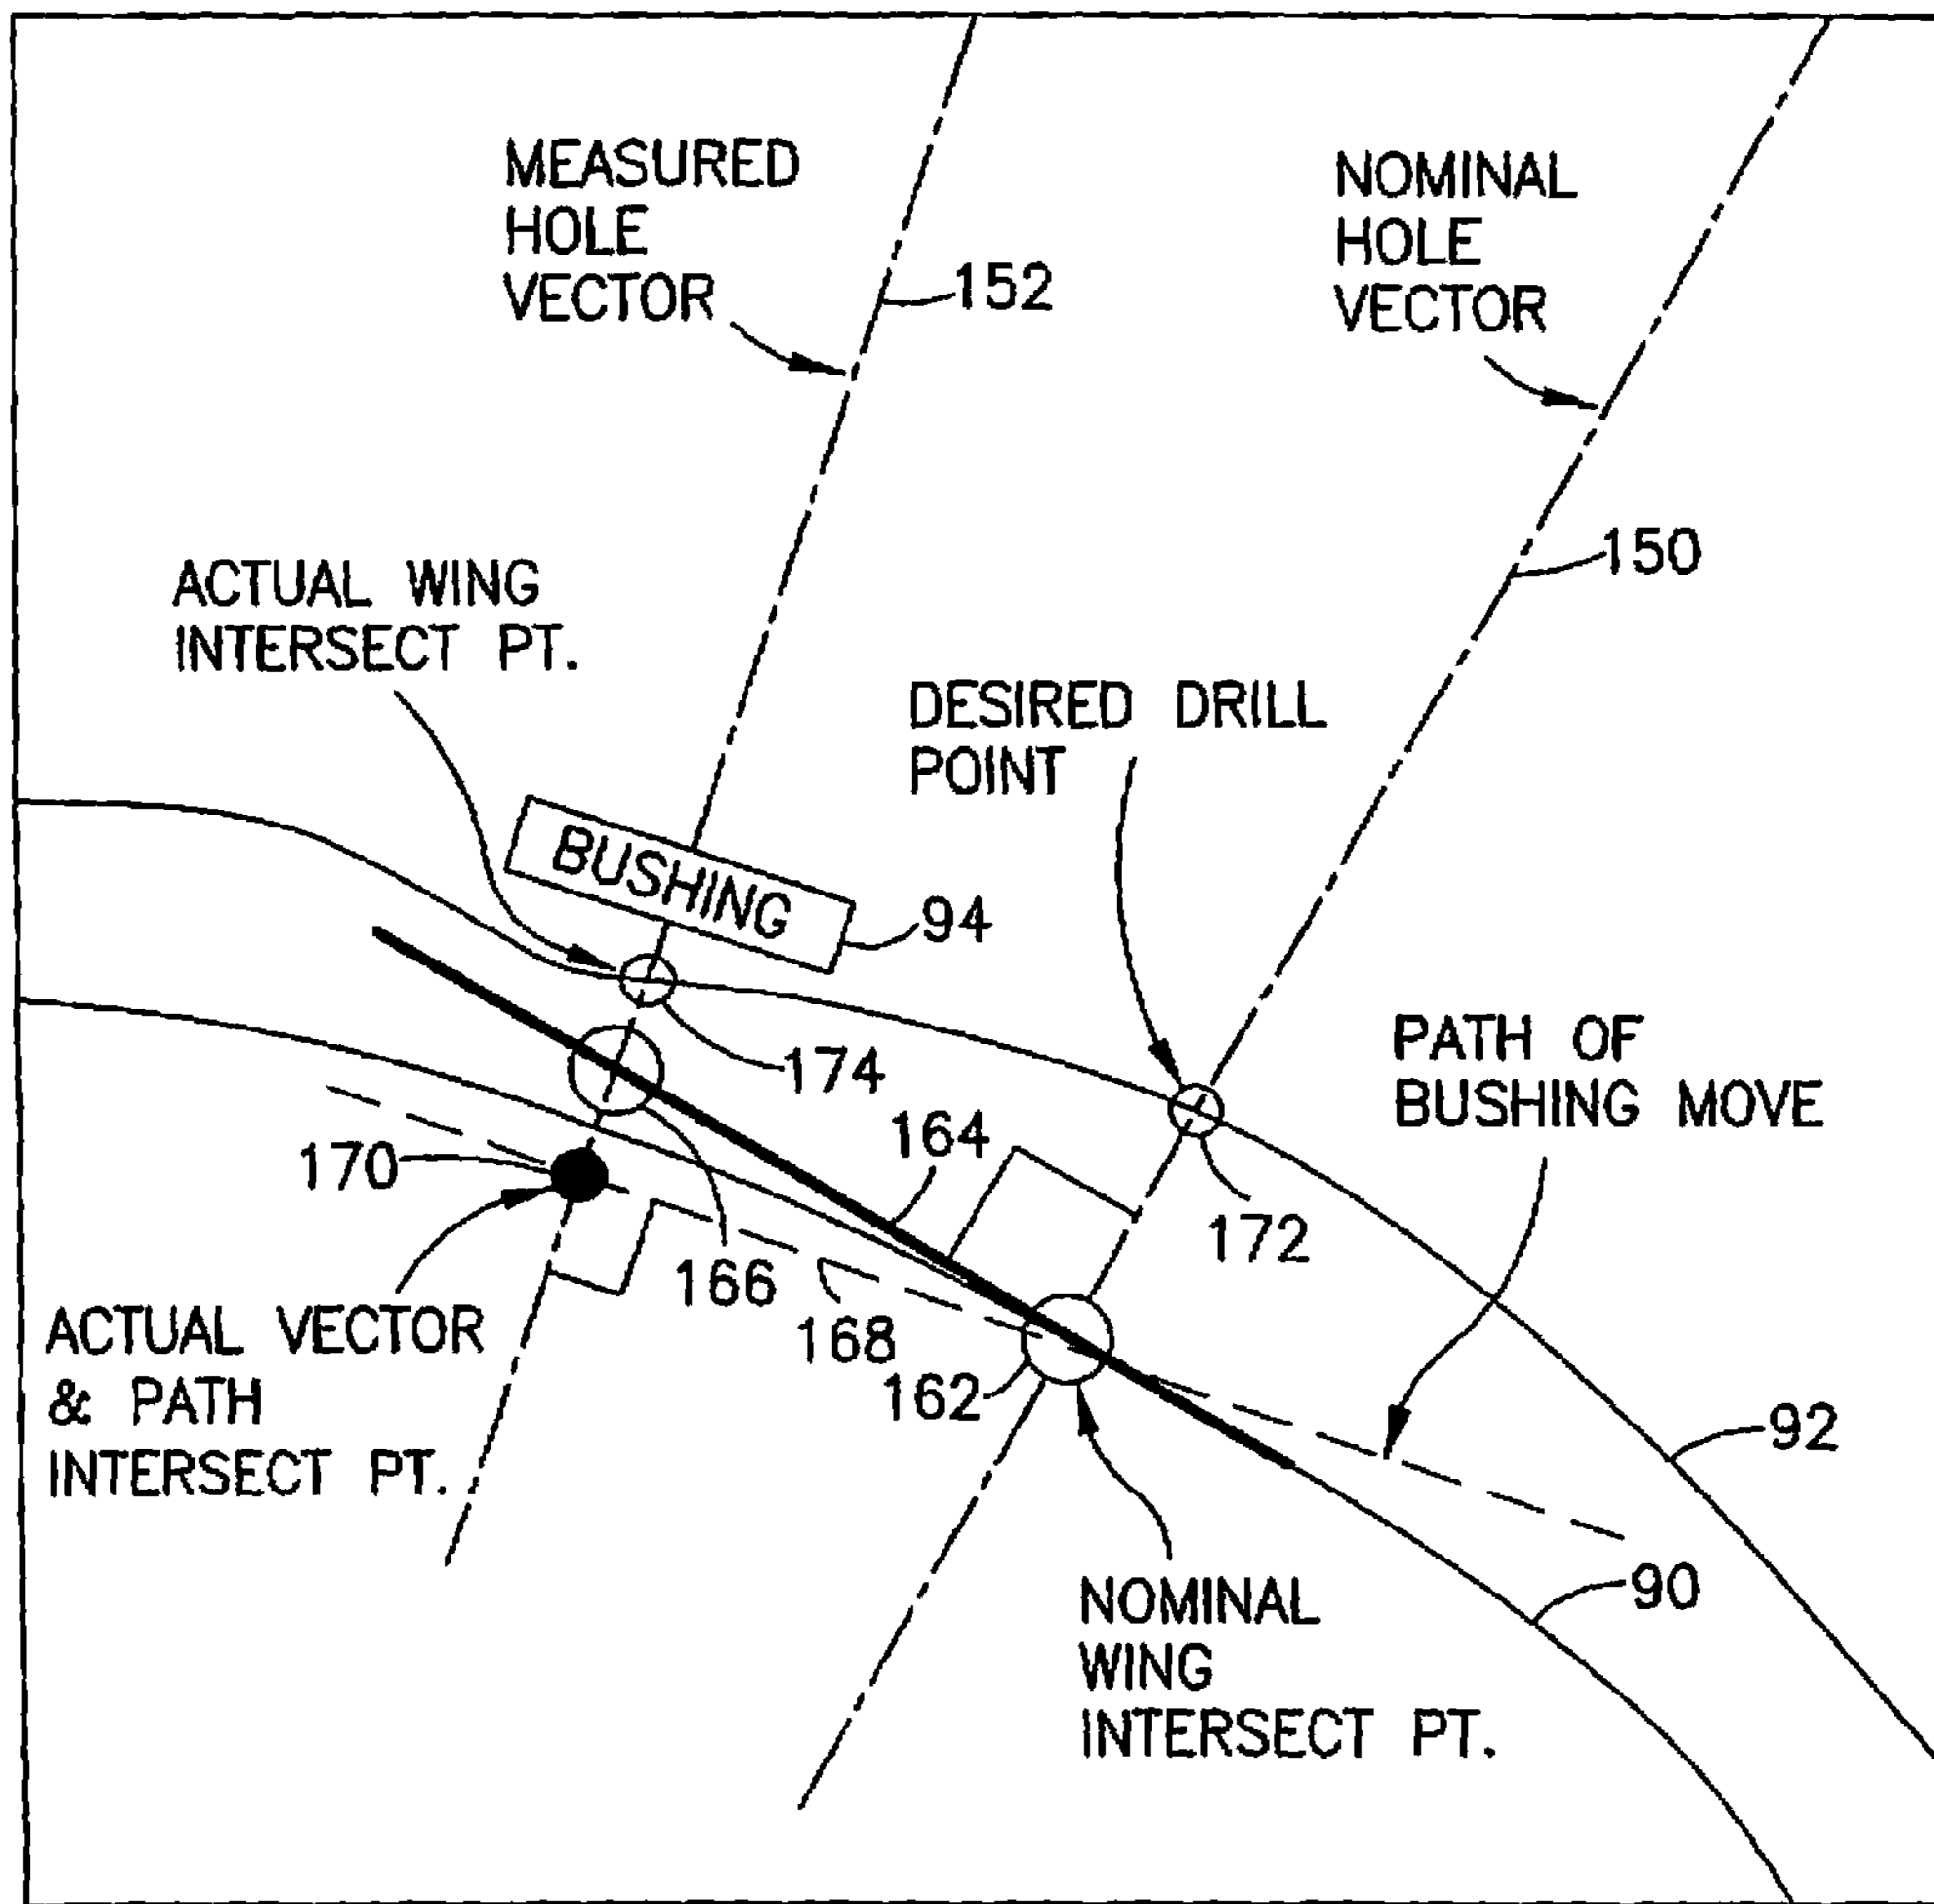 MEASURED
HOLE
VECTOR
152
NOMINAL
HOLE
VECTOR
150
ACTUAL WING
INTERSECT PT.
DESIRED DRILL
POINT
BUSHING
94
174
PATH OF
BUSHING MOVE
164
170
172
166
168
162
ACTUAL VECTOR
& PATH
INTERSECT PT.
92
90
NOMINAL
WING
INTERSECT PT.